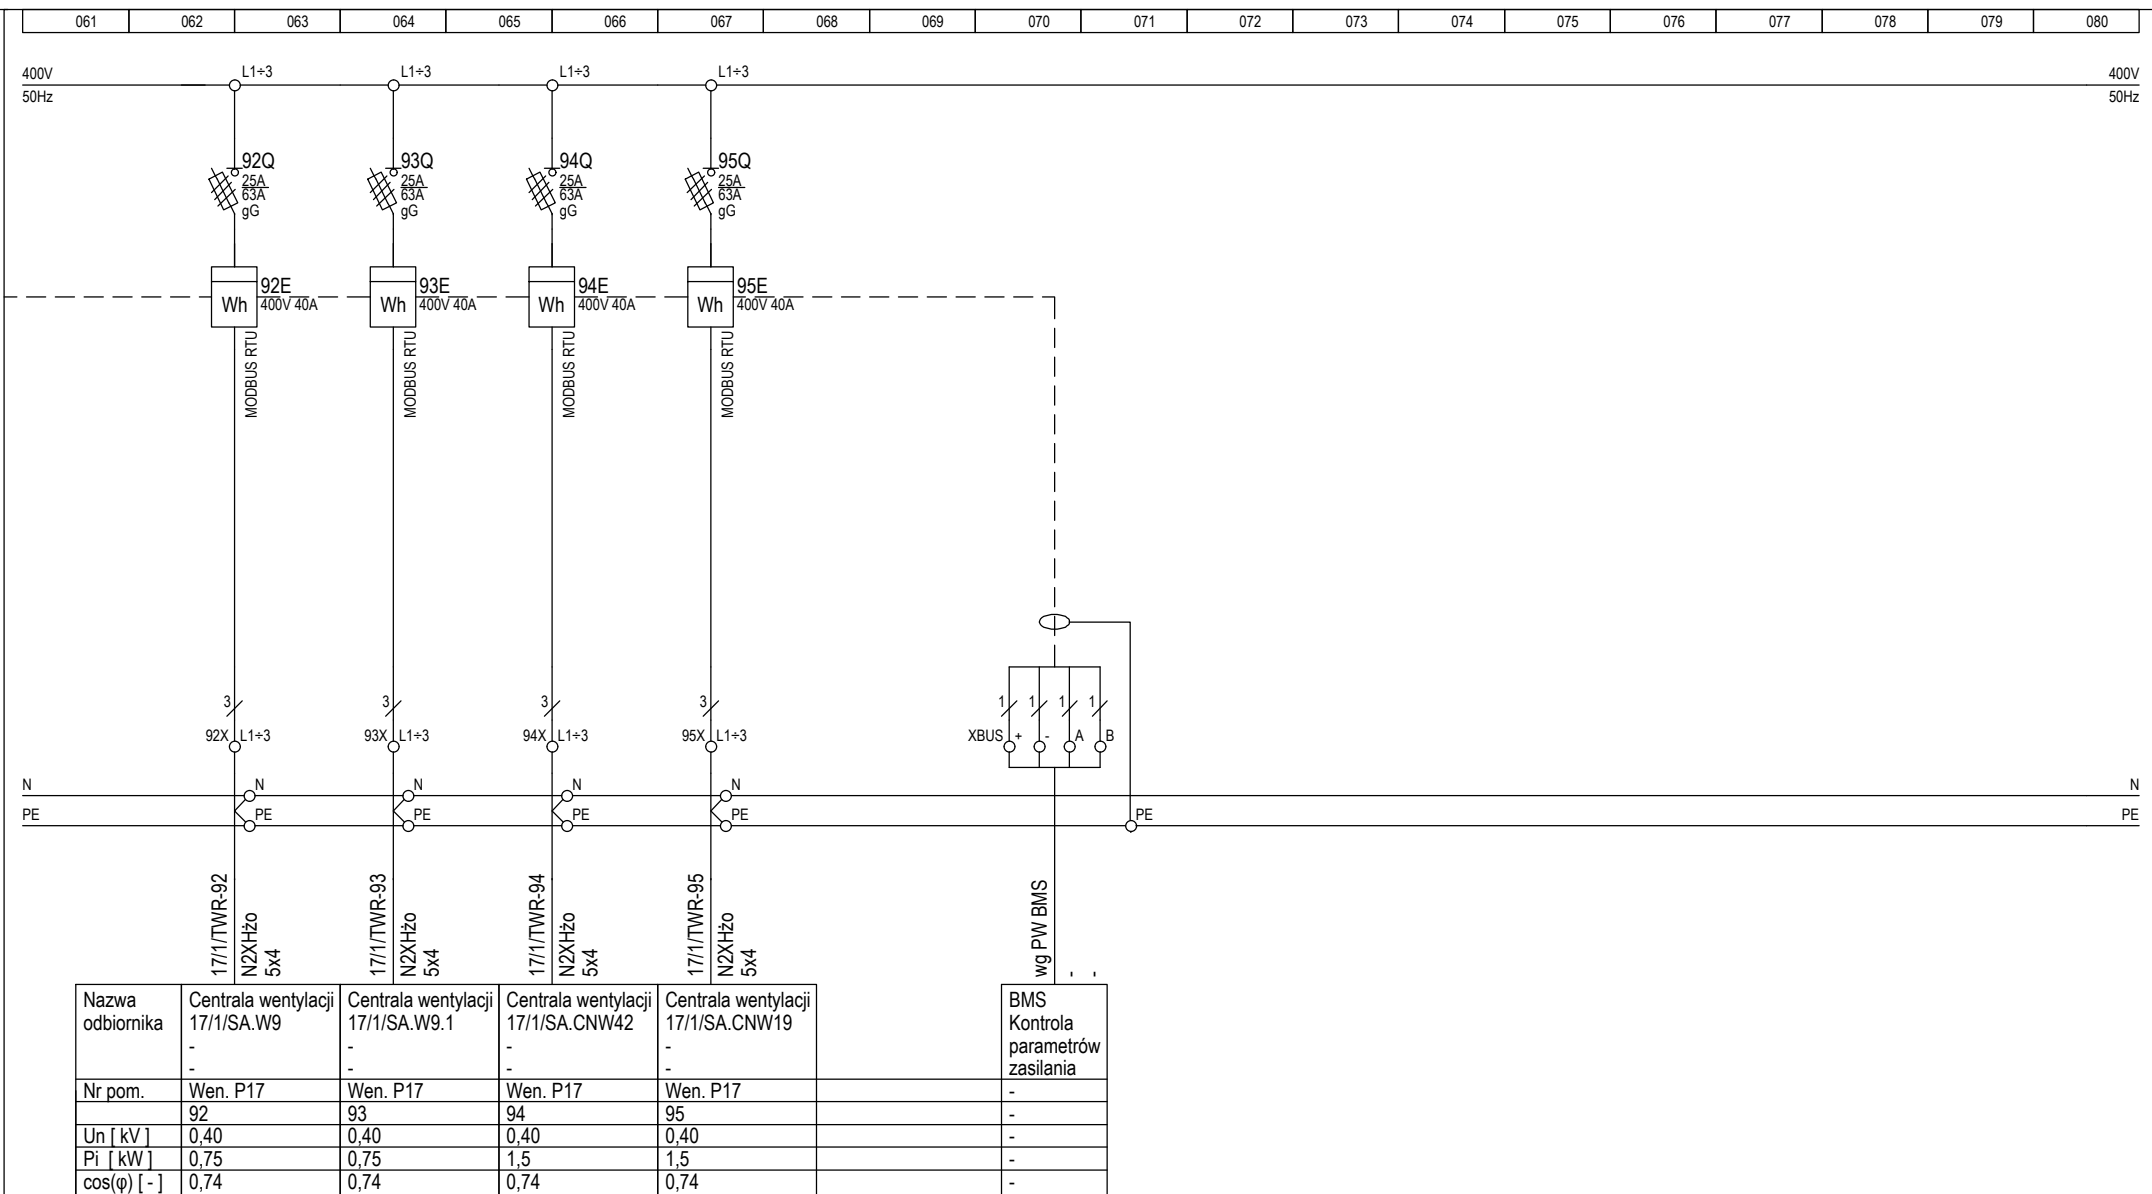 061 062 063 064 065 066 067 068 069 070 071 072 073 074 075 076 077 078 079 080
400V L1÷3 L1÷3 L1÷3 L1÷3 400V
50Hz 50Hz
92Q 93Q 94Q 95Q
25A 25A 25A 25A
63A 63A 63A 63A
gG gG gG gG
92E 93E 94E 95E
Wh 400V 40A Wh 400V 40A Wh 400V 40A Wh 400V 40A
MODBUS RTU MODBUS RTU MODBUS RTU MODBUS RTU
3 3 3 3 1 1 1 1
92X L1÷3 93X L1÷3 94X L1÷3 95X L1÷3 XBUS + - A B
N N N N N N
PE PE PE PE PE PE PE
17/1/TWR-92 17/1/TWR-93 17/1/TWR-94 17/1/TWR-95 wg PW BMS
N2XHżo N2XHżo N2XHżo N2XHżo -
5x4 5x4 5x4 5x4 -
Nazwa Centrala wentylacji Centrala wentylacji Centrala wentylacji Centrala wentylacji BMS
odbiornika 17/1/SA.W9 17/1/SA.W9.1 17/1/SA.CNW42 17/1/SA.CNW19 Kontrola
- - - - parametrów
- - - - zasilania
Nr pom. Wen. P17 Wen. P17 Wen. P17 Wen. P17 -
92 93 94 95 -
Un [ kV ] 0,40 0,40 0,40 0,40 -
Pi [ kW ] 0,75 0,75 1,5 1,5 -
cos(φ) [ - ] 0,74 0,74 0,74 0,74 -